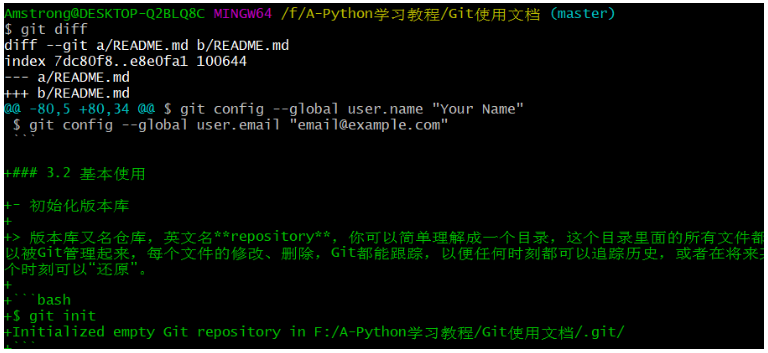 Amstrong@DESKTOP-Q2BLQ8C MINGW64 /f/A-Python学习教程/Git使用文档 (master)
$ git diff
diff --git a/README.md b/README.md
index 7dc80f8..e8e0fa1 100644
--- a/README.md
+++ b/README.md
@@ -80,5 +80,34 @@ $ git config --global user.name "Your Name"
 $ git config --global user.email "email@example.com"
 ```
+### 3.2 基本使用
+- 初始化版本库
+
+> 版本库又名仓库，英文名**repository**，你可以简单理解成一个目录，这个目录里面的所有文件都
以被Git管理起来，每个文件的修改、删除，Git都能跟踪，以便任何时刻都可以追踪历史，或者在将来
个时刻可以“还原”。
+
+```bash
+$ git init
+Initialized empty Git repository in F:/A-Python学习教程/Git使用文档/.git/
+```